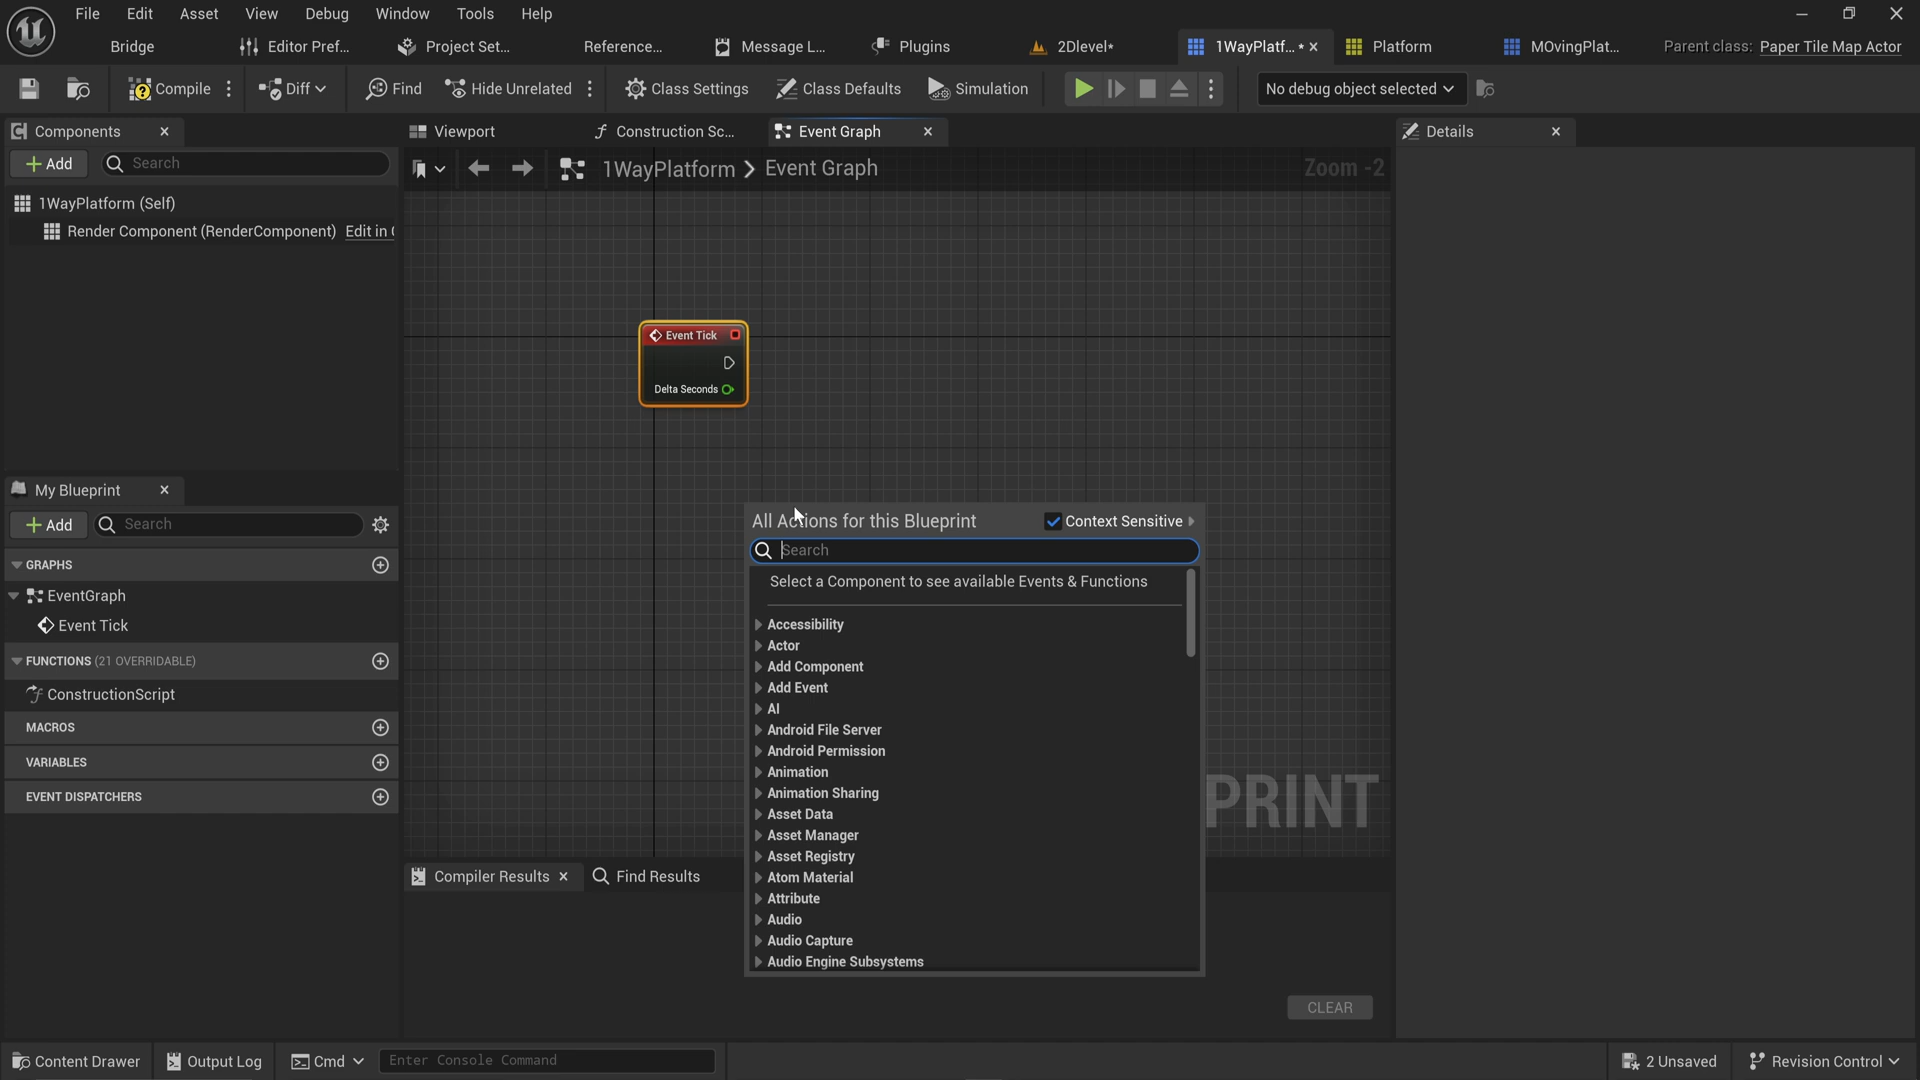 File Edit Asset View Debug Window Tools Help
Bridge Editor Pref... Project Set... Reference... Message L... Plugins 2Dlevel* 1WayPlatf... * Platform MOvingPlat... Parent class: Paper Tile Map Actor
Compile Diff Find Hide Unrelated Class Settings Class Defaults Simulation No debug object selected
Components Viewport Construction Sc... Event Graph Details
Add Search
1WayPlatform > Event Graph Zoom -2
1WayPlatform (Self)
Render Component (RenderComponent) Edit in
Event Tick
Delta Seconds
My Blueprint
Add Search
GRAPHS
EventGraph
Event Tick
FUNCTIONS (21 OVERRIDABLE)
ConstructionScript
MACROS
VARIABLES
EVENT DISPATCHERS
All Actions for this Blueprint Context Sensitive
Search
Select a Component to see available Events & Functions
Accessibility
Actor
Add Component
Add Event
AI
Android File Server
Android Permission
Animation
Animation Sharing
Asset Data
Asset Manager
Asset Registry
Atom Material
Attribute
Audio
Audio Capture
Audio Engine Subsystems
PRINT
Compiler Results Find Results
CLEAR
Content Drawer Output Log Cmd Enter Console Command 2 Unsaved Revision Control